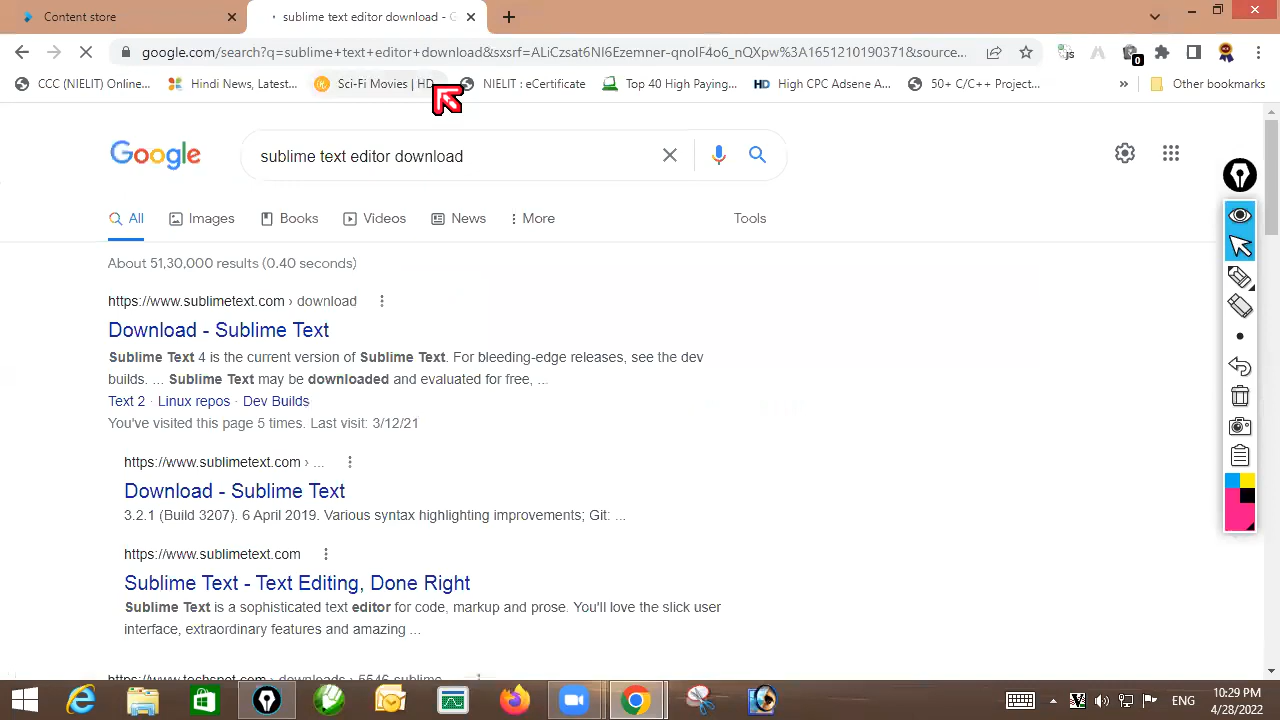 Content store
sublime text editor download - G
google.com/search?q=sublime+text+editor+download&sxsrf=ALiCzsat6NI6Ezemner-qnoIF4o6_nQXpw%3A1651210190371&source...
0
CCC (NIELIT) Online...
Hindi News, Latest...
Sci-Fi Movies | HD
NIELIT : eCertificate
Top 40 High Paying...
HD High CPC Adsene A...
50+ C/C++ Project...
»
Other bookmarks
Google
sublime text editor download
All
Images
Books
Videos
News
More
Tools
About 51,30,000 results (0.40 seconds)
https://www.sublimetext.com › download
Download - Sublime Text
Sublime Text 4 is the current version of Sublime Text. For bleeding-edge releases, see the dev
builds. ... Sublime Text may be downloaded and evaluated for free, ...
Text 2 · Linux repos · Dev Builds
You've visited this page 5 times. Last visit: 3/12/21
https://www.sublimetext.com › ...
Download - Sublime Text
3.2.1 (Build 3207). 6 April 2019. Various syntax highlighting improvements; Git: ...
https://www.sublimetext.com
Sublime Text - Text Editing, Done Right
Sublime Text is a sophisticated text editor for code, markup and prose. You'll love the slick user
interface, extraordinary features and amazing ...
https://www.techspot.com › downloads › 5546-sublime
ENG
10:29 PM
4/28/2022